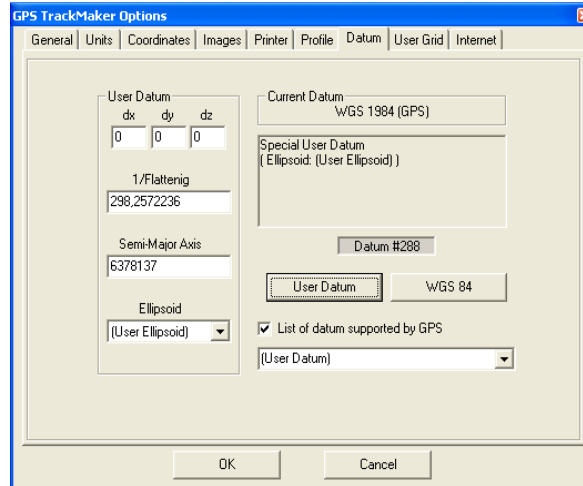 GPS TrackMaker Options
General Units Coordinates Images Printer Profile Datum User Grid Internet
User Datum
dx dy dz
0 0 0
1/Flattenig
298,2572236
Semi-Major Axis
6378137
Ellipsoid
(User Ellipsoid)
Current Datum
WGS 1984 (GPS)
Special User Datum
( Ellipsoid: (User Ellipsoid) )
Datum #288
User Datum WGS 84
List of datum supported by GPS
(User Datum)
OK Cancel